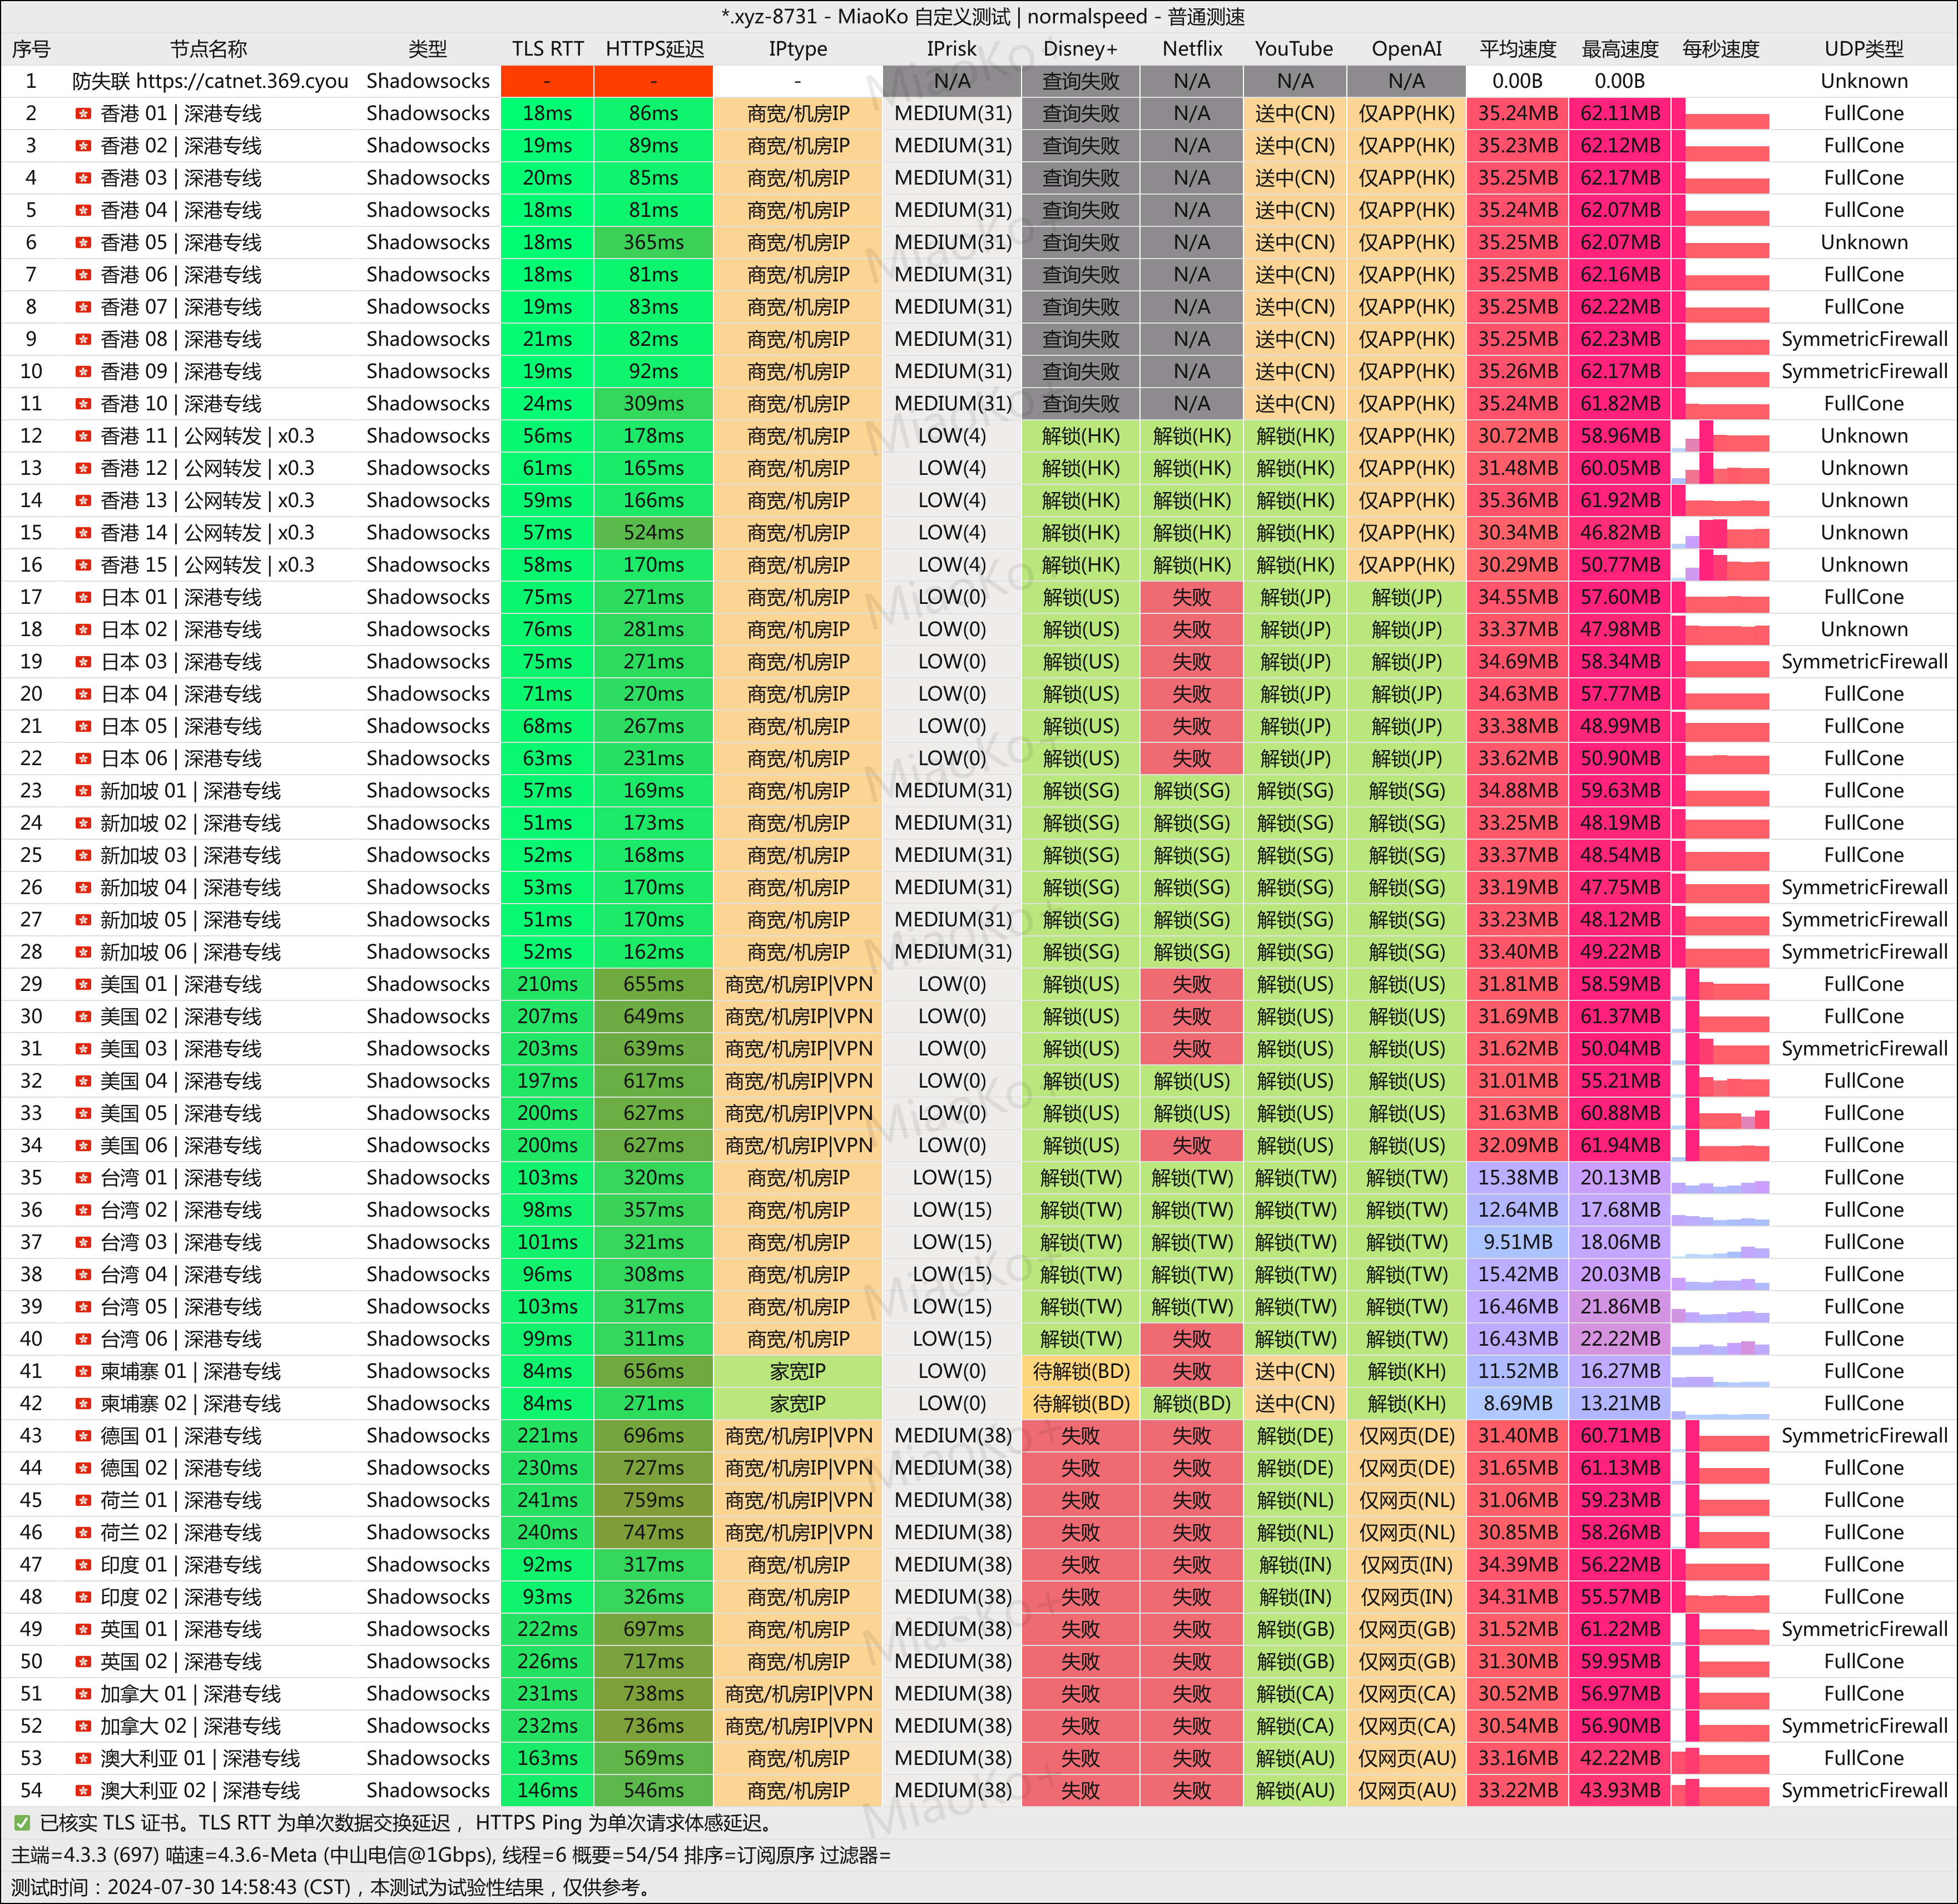 *.xyz-8731 - MiaoKo 自定义测试 | normalspeed - 普通测速
序号 节点名称 类型 TLS RTT HTTPS延迟 IPtype IPrisk Disney+ Netflix YouTube OpenAI 平均速度 最高速度 每秒速度 UDP类型
1 防失联 https://catnet.369.cyou Shadowsocks - - - N/A 查询失败 N/A N/A N/A 0.00B 0.00B Unknown
2 香港 01 | 深港专线 Shadowsocks 18ms 86ms 商宽/机房IP MEDIUM(31) 查询失败 N/A 送中(CN) 仅APP(HK) 35.24MB 62.11MB FullCone
3 香港 02 | 深港专线 Shadowsocks 19ms 89ms 商宽/机房IP MEDIUM(31) 查询失败 N/A 送中(CN) 仅APP(HK) 35.23MB 62.12MB FullCone
4 香港 03 | 深港专线 Shadowsocks 20ms 85ms 商宽/机房IP MEDIUM(31) 查询失败 N/A 送中(CN) 仅APP(HK) 35.25MB 62.17MB FullCone
5 香港 04 | 深港专线 Shadowsocks 18ms 81ms 商宽/机房IP MEDIUM(31) 查询失败 N/A 送中(CN) 仅APP(HK) 35.24MB 62.07MB FullCone
6 香港 05 | 深港专线 Shadowsocks 18ms 365ms 商宽/机房IP MEDIUM(31) 查询失败 N/A 送中(CN) 仅APP(HK) 35.25MB 62.07MB Unknown
7 香港 06 | 深港专线 Shadowsocks 18ms 81ms 商宽/机房IP MEDIUM(31) 查询失败 N/A 送中(CN) 仅APP(HK) 35.25MB 62.16MB FullCone
8 香港 07 | 深港专线 Shadowsocks 19ms 83ms 商宽/机房IP MEDIUM(31) 查询失败 N/A 送中(CN) 仅APP(HK) 35.25MB 62.22MB FullCone
9 香港 08 | 深港专线 Shadowsocks 21ms 82ms 商宽/机房IP MEDIUM(31) 查询失败 N/A 送中(CN) 仅APP(HK) 35.25MB 62.23MB SymmetricFirewall
10 香港 09 | 深港专线 Shadowsocks 19ms 92ms 商宽/机房IP MEDIUM(31) 查询失败 N/A 送中(CN) 仅APP(HK) 35.26MB 62.17MB SymmetricFirewall
11 香港 10 | 深港专线 Shadowsocks 24ms 309ms 商宽/机房IP MEDIUM(31) 查询失败 N/A 送中(CN) 仅APP(HK) 35.24MB 61.82MB FullCone
12 香港 11 | 公网转发 | x0.3 Shadowsocks 56ms 178ms 商宽/机房IP LOW(4) 解锁(HK) 解锁(HK) 解锁(HK) 仅APP(HK) 30.72MB 58.96MB Unknown
13 香港 12 | 公网转发 | x0.3 Shadowsocks 61ms 165ms 商宽/机房IP LOW(4) 解锁(HK) 解锁(HK) 解锁(HK) 仅APP(HK) 31.48MB 60.05MB Unknown
14 香港 13 | 公网转发 | x0.3 Shadowsocks 59ms 166ms 商宽/机房IP LOW(4) 解锁(HK) 解锁(HK) 解锁(HK) 仅APP(HK) 35.36MB 61.92MB Unknown
15 香港 14 | 公网转发 | x0.3 Shadowsocks 57ms 524ms 商宽/机房IP LOW(4) 解锁(HK) 解锁(HK) 解锁(HK) 仅APP(HK) 30.34MB 46.82MB Unknown
16 香港 15 | 公网转发 | x0.3 Shadowsocks 58ms 170ms 商宽/机房IP LOW(4) 解锁(HK) 解锁(HK) 解锁(HK) 仅APP(HK) 30.29MB 50.77MB Unknown
17 日本 01 | 深港专线 Shadowsocks 75ms 271ms 商宽/机房IP LOW(0) 解锁(US) 失败 解锁(JP) 解锁(JP) 34.55MB 57.60MB FullCone
18 日本 02 | 深港专线 Shadowsocks 76ms 281ms 商宽/机房IP LOW(0) 解锁(US) 失败 解锁(JP) 解锁(JP) 33.37MB 47.98MB Unknown
19 日本 03 | 深港专线 Shadowsocks 75ms 271ms 商宽/机房IP LOW(0) 解锁(US) 失败 解锁(JP) 解锁(JP) 34.69MB 58.34MB SymmetricFirewall
20 日本 04 | 深港专线 Shadowsocks 71ms 270ms 商宽/机房IP LOW(0) 解锁(US) 失败 解锁(JP) 解锁(JP) 34.63MB 57.77MB FullCone
21 日本 05 | 深港专线 Shadowsocks 68ms 267ms 商宽/机房IP LOW(0) 解锁(US) 失败 解锁(JP) 解锁(JP) 33.38MB 48.99MB FullCone
22 日本 06 | 深港专线 Shadowsocks 63ms 231ms 商宽/机房IP LOW(0) 解锁(US) 失败 解锁(JP) 解锁(JP) 33.62MB 50.90MB FullCone
23 新加坡 01 | 深港专线 Shadowsocks 57ms 169ms 商宽/机房IP MEDIUM(31) 解锁(SG) 解锁(SG) 解锁(SG) 解锁(SG) 34.88MB 59.63MB FullCone
24 新加坡 02 | 深港专线 Shadowsocks 51ms 173ms 商宽/机房IP MEDIUM(31) 解锁(SG) 解锁(SG) 解锁(SG) 解锁(SG) 33.25MB 48.19MB FullCone
25 新加坡 03 | 深港专线 Shadowsocks 52ms 168ms 商宽/机房IP MEDIUM(31) 解锁(SG) 解锁(SG) 解锁(SG) 解锁(SG) 33.37MB 48.54MB FullCone
26 新加坡 04 | 深港专线 Shadowsocks 53ms 170ms 商宽/机房IP MEDIUM(31) 解锁(SG) 解锁(SG) 解锁(SG) 解锁(SG) 33.19MB 47.75MB SymmetricFirewall
27 新加坡 05 | 深港专线 Shadowsocks 51ms 170ms 商宽/机房IP MEDIUM(31) 解锁(SG) 解锁(SG) 解锁(SG) 解锁(SG) 33.23MB 48.12MB SymmetricFirewall
28 新加坡 06 | 深港专线 Shadowsocks 52ms 162ms 商宽/机房IP MEDIUM(31) 解锁(SG) 解锁(SG) 解锁(SG) 解锁(SG) 33.40MB 49.22MB SymmetricFirewall
29 美国 01 | 深港专线 Shadowsocks 210ms 655ms 商宽/机房IP|VPN LOW(0) 解锁(US) 失败 解锁(US) 解锁(US) 31.81MB 58.59MB FullCone
30 美国 02 | 深港专线 Shadowsocks 207ms 649ms 商宽/机房IP|VPN LOW(0) 解锁(US) 失败 解锁(US) 解锁(US) 31.69MB 61.37MB FullCone
31 美国 03 | 深港专线 Shadowsocks 203ms 639ms 商宽/机房IP|VPN LOW(0) 解锁(US) 失败 解锁(US) 解锁(US) 31.62MB 50.04MB SymmetricFirewall
32 美国 04 | 深港专线 Shadowsocks 197ms 617ms 商宽/机房IP|VPN LOW(0) 解锁(US) 解锁(US) 解锁(US) 解锁(US) 31.01MB 55.21MB FullCone
33 美国 05 | 深港专线 Shadowsocks 200ms 627ms 商宽/机房IP|VPN LOW(0) 解锁(US) 解锁(US) 解锁(US) 解锁(US) 31.63MB 60.88MB FullCone
34 美国 06 | 深港专线 Shadowsocks 200ms 627ms 商宽/机房IP|VPN LOW(0) 解锁(US) 失败 解锁(US) 解锁(US) 32.09MB 61.94MB FullCone
35 台湾 01 | 深港专线 Shadowsocks 103ms 320ms 商宽/机房IP LOW(15) 解锁(TW) 解锁(TW) 解锁(TW) 解锁(TW) 15.38MB 20.13MB FullCone
36 台湾 02 | 深港专线 Shadowsocks 98ms 357ms 商宽/机房IP LOW(15) 解锁(TW) 解锁(TW) 解锁(TW) 解锁(TW) 12.64MB 17.68MB FullCone
37 台湾 03 | 深港专线 Shadowsocks 101ms 321ms 商宽/机房IP LOW(15) 解锁(TW) 解锁(TW) 解锁(TW) 解锁(TW) 9.51MB 18.06MB FullCone
38 台湾 04 | 深港专线 Shadowsocks 96ms 308ms 商宽/机房IP LOW(15) 解锁(TW) 解锁(TW) 解锁(TW) 解锁(TW) 15.42MB 20.03MB FullCone
39 台湾 05 | 深港专线 Shadowsocks 103ms 317ms 商宽/机房IP LOW(15) 解锁(TW) 解锁(TW) 解锁(TW) 解锁(TW) 16.46MB 21.86MB FullCone
40 台湾 06 | 深港专线 Shadowsocks 99ms 311ms 商宽/机房IP LOW(15) 解锁(TW) 失败 解锁(TW) 解锁(TW) 16.43MB 22.22MB FullCone
41 柬埔寨 01 | 深港专线 Shadowsocks 84ms 656ms 家宽IP LOW(0) 待解锁(BD) 失败 送中(CN) 解锁(KH) 11.52MB 16.27MB FullCone
42 柬埔寨 02 | 深港专线 Shadowsocks 84ms 271ms 家宽IP LOW(0) 待解锁(BD) 解锁(BD) 送中(CN) 解锁(KH) 8.69MB 13.21MB FullCone
43 德国 01 | 深港专线 Shadowsocks 221ms 696ms 商宽/机房IP|VPN MEDIUM(38) 失败 失败 解锁(DE) 仅网页(DE) 31.40MB 60.71MB SymmetricFirewall
44 德国 02 | 深港专线 Shadowsocks 230ms 727ms 商宽/机房IP|VPN MEDIUM(38) 失败 失败 解锁(DE) 仅网页(DE) 31.65MB 61.13MB FullCone
45 荷兰 01 | 深港专线 Shadowsocks 241ms 759ms 商宽/机房IP|VPN MEDIUM(38) 失败 失败 解锁(NL) 仅网页(NL) 31.06MB 59.23MB FullCone
46 荷兰 02 | 深港专线 Shadowsocks 240ms 747ms 商宽/机房IP|VPN MEDIUM(38) 失败 失败 解锁(NL) 仅网页(NL) 30.85MB 58.26MB FullCone
47 印度 01 | 深港专线 Shadowsocks 92ms 317ms 商宽/机房IP MEDIUM(38) 失败 失败 解锁(IN) 仅网页(IN) 34.39MB 56.22MB FullCone
48 印度 02 | 深港专线 Shadowsocks 93ms 326ms 商宽/机房IP MEDIUM(38) 失败 失败 解锁(IN) 仅网页(IN) 34.31MB 55.57MB FullCone
49 英国 01 | 深港专线 Shadowsocks 222ms 697ms 商宽/机房IP MEDIUM(38) 失败 失败 解锁(GB) 仅网页(GB) 31.52MB 61.22MB SymmetricFirewall
50 英国 02 | 深港专线 Shadowsocks 226ms 717ms 商宽/机房IP MEDIUM(38) 失败 失败 解锁(GB) 仅网页(GB) 31.30MB 59.95MB FullCone
51 加拿大 01 | 深港专线 Shadowsocks 231ms 738ms 商宽/机房IP|VPN MEDIUM(38) 失败 失败 解锁(CA) 仅网页(CA) 30.52MB 56.97MB FullCone
52 加拿大 02 | 深港专线 Shadowsocks 232ms 736ms 商宽/机房IP|VPN MEDIUM(38) 失败 失败 解锁(CA) 仅网页(CA) 30.54MB 56.90MB SymmetricFirewall
53 澳大利亚 01 | 深港专线 Shadowsocks 163ms 569ms 商宽/机房IP MEDIUM(38) 失败 失败 解锁(AU) 仅网页(AU) 33.16MB 42.22MB FullCone
54 澳大利亚 02 | 深港专线 Shadowsocks 146ms 546ms 商宽/机房IP MEDIUM(38) 失败 失败 解锁(AU) 仅网页(AU) 33.22MB 43.93MB SymmetricFirewall
✅ 已核实 TLS 证书。TLS RTT 为单次数据交换延迟， HTTPS Ping 为单次请求体感延迟。
主端=4.3.3 (697) 喵速=4.3.6-Meta (中山电信@1Gbps), 线程=6 概要=54/54 排序=订阅原序 过滤器=
测试时间：2024-07-30 14:58:43 (CST)，本测试为试验性结果，仅供参考。